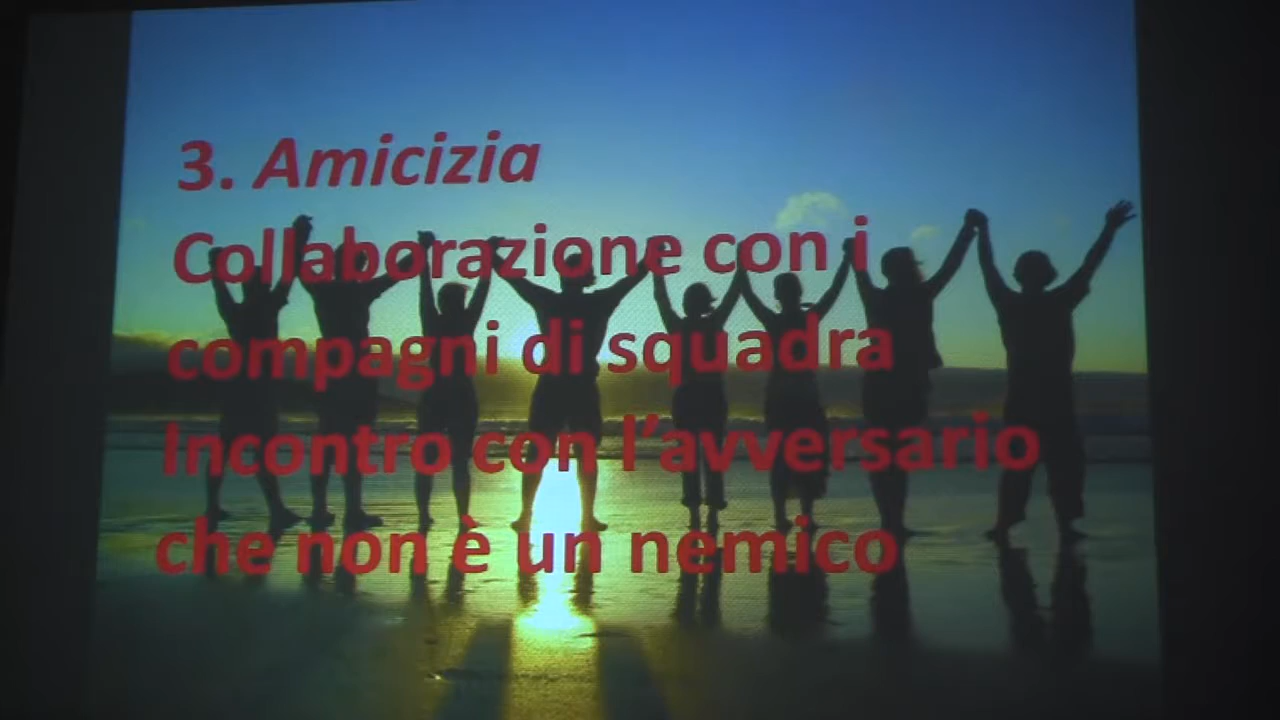 3. Amicizia
Collaborazione con i
compagni di squadra
Incontro con l'avversario
che non è un nemico